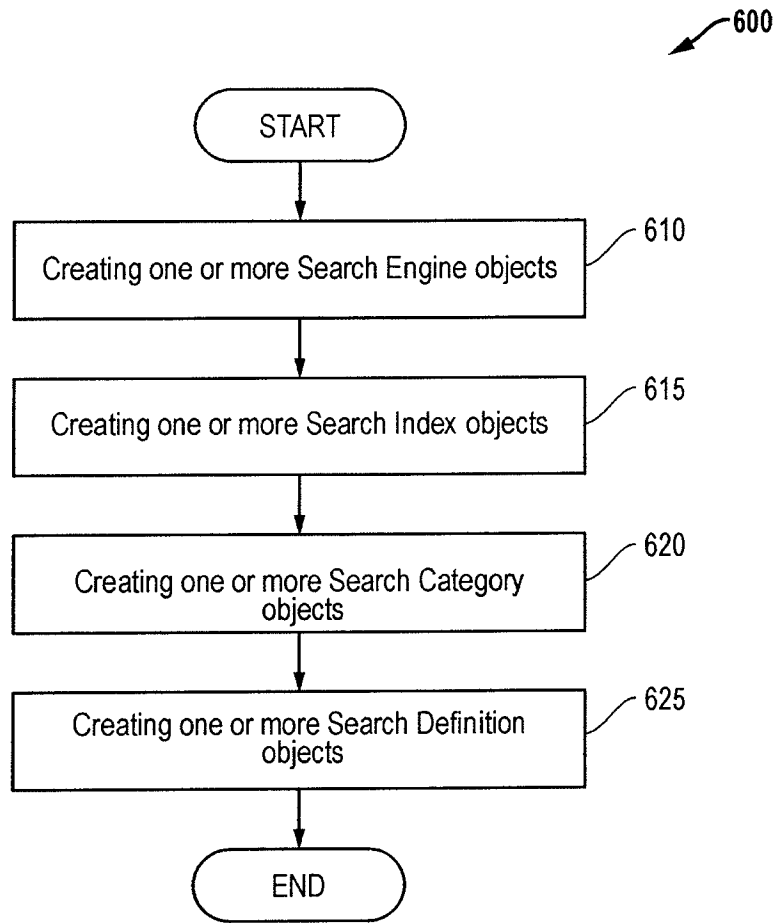 600
START
610
Creating one or more Search Engine objects
615
Creating one or more Search Index objects
620
Creating one or more Search Category
objects
625
Creating one or more Search Definition
objects
END